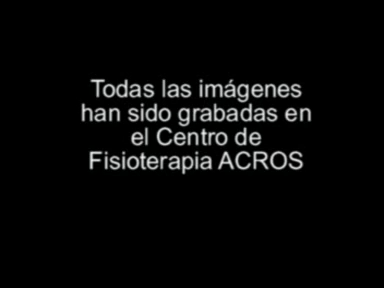 Todas las imágenes
han sido grabadas en
el Centro de
Fisioterapia ACROS